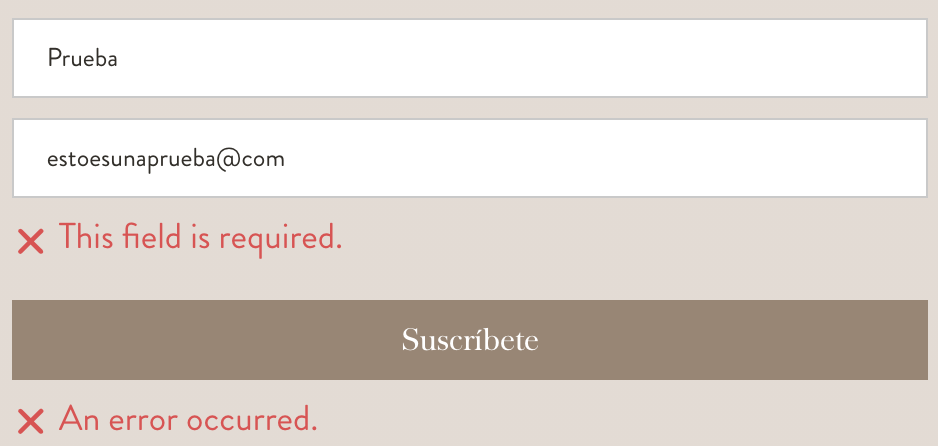 Prueba
estoesunaprueba@com
This field is required.
Suscríbete
An error occurred.